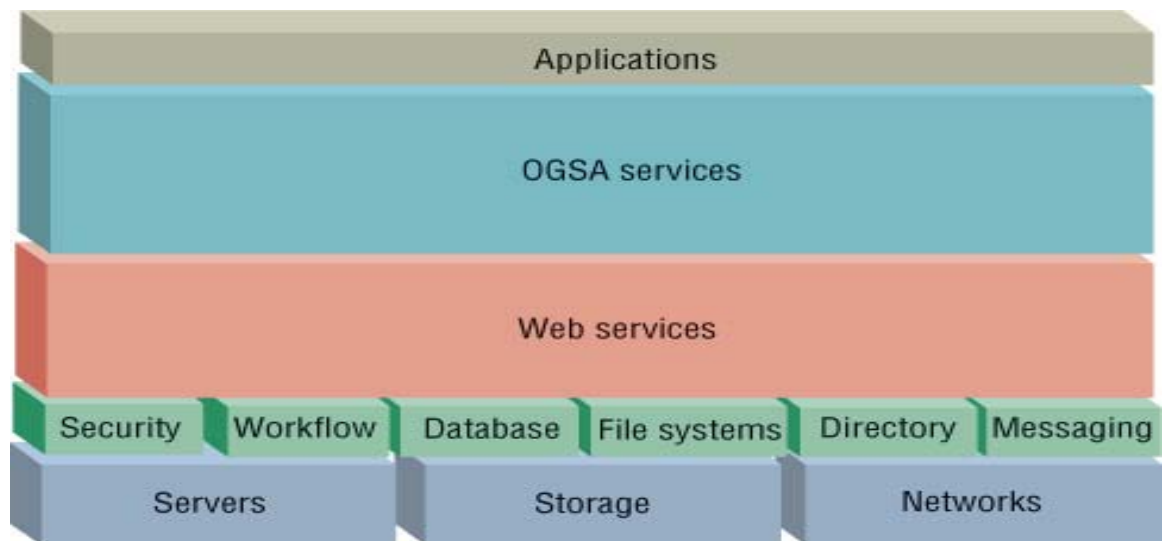 Applications
OGSA services
Web services
Security Workflow Database File systems Directory Messaging
Servers Storage Networks